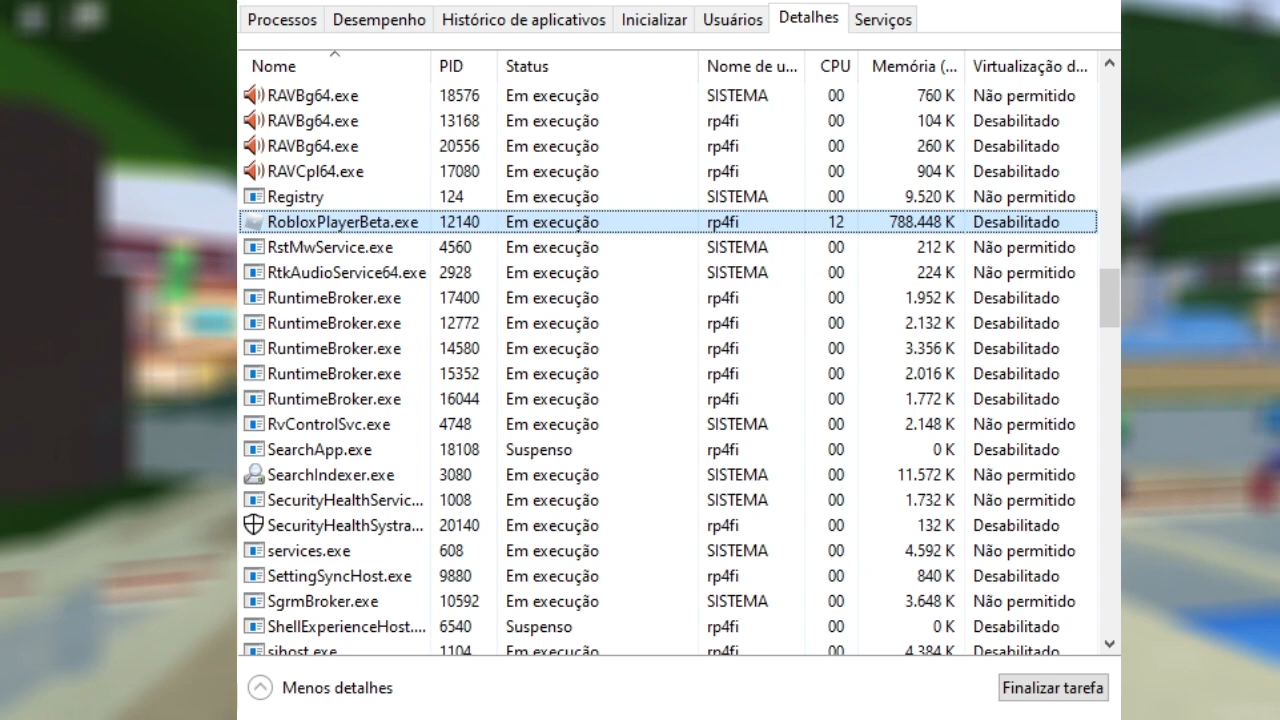 Processos Desempenho Histórico de aplicativos Inicializar Usuários Detalhes Serviços
Nome PID Status Nome de u... CPU Memória (... Virtualização d...
RAVBg64.exe 18576 Em execução SISTEMA 00 760 K Não permitido
RAVBg64.exe 13168 Em execução rp4fi 00 104 K Desabilitado
RAVBg64.exe 20556 Em execução rp4fi 00 260 K Desabilitado
RAVCpl64.exe 17080 Em execução rp4fi 00 904 K Desabilitado
Registry 124 Em execução SISTEMA 00 9.520 K Não permitido
RobloxPlayerBeta.exe 12140 Em execução rp4fi 12 788.448 K Desabilitado
RstMwService.exe 4560 Em execução SISTEMA 00 212 K Não permitido
RtkAudioService64.exe 2928 Em execução SISTEMA 00 224 K Não permitido
RuntimeBroker.exe 17400 Em execução rp4fi 00 1.952 K Desabilitado
RuntimeBroker.exe 12772 Em execução rp4fi 00 2.132 K Desabilitado
RuntimeBroker.exe 14580 Em execução rp4fi 00 3.356 K Desabilitado
RuntimeBroker.exe 15352 Em execução rp4fi 00 2.016 K Desabilitado
RuntimeBroker.exe 16044 Em execução rp4fi 00 1.772 K Desabilitado
RvControlSvc.exe 4748 Em execução SISTEMA 00 2.148 K Não permitido
SearchApp.exe 18108 Suspenso rp4fi 00 0 K Desabilitado
SearchIndexer.exe 3080 Em execução SISTEMA 00 11.572 K Não permitido
SecurityHealthServic... 1008 Em execução SISTEMA 00 1.732 K Não permitido
SecurityHealthSystra... 20140 Em execução rp4fi 00 132 K Desabilitado
services.exe 608 Em execução SISTEMA 00 4.592 K Não permitido
SettingSyncHost.exe 9880 Em execução rp4fi 00 840 K Desabilitado
SgrmBroker.exe 10592 Em execução SISTEMA 00 3.648 K Não permitido
ShellExperienceHost.... 6540 Suspenso rp4fi 00 0 K Desabilitado
sihost.exe 1104 Em execução rp4fi 00 4.384 K Desabilitado
Menos detalhes Finalizar tarefa